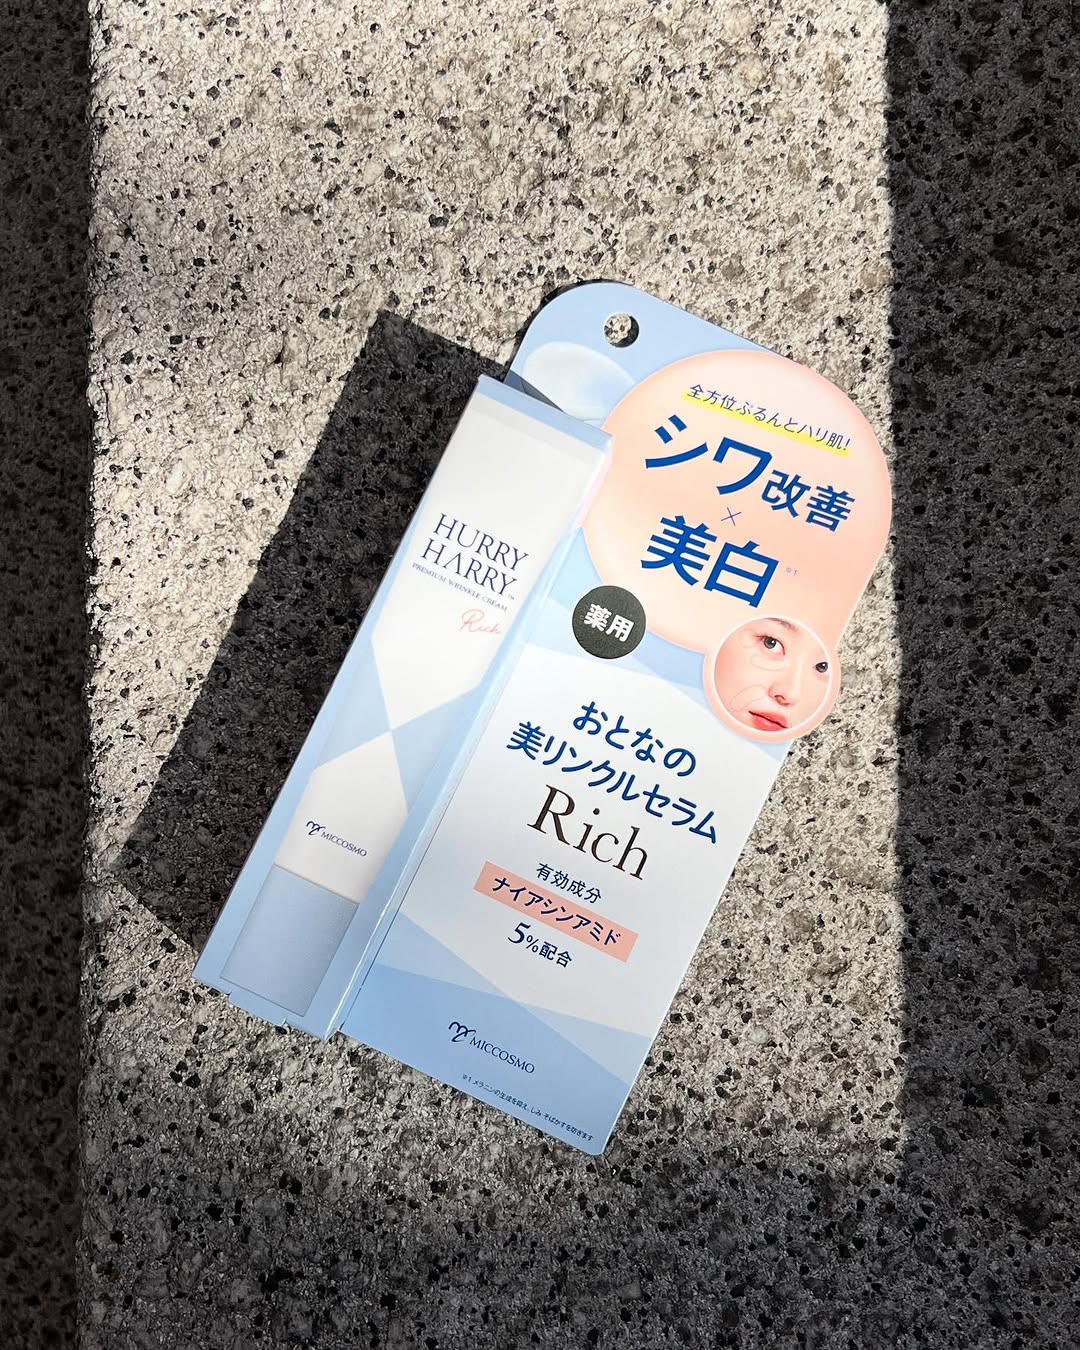 全方位ぷるんとハリ肌!
シワ改善
×
美白※1
薬用
HURRY
HARRY™
PREMIUM WRINKLE CREAM
Rich
MICCOSMO
おとなの
美リンクルセラム
Rich
有効成分
ナイアシンアミド
5%配合
MICCOSMO
※1 メラニンの生成を抑え、しみ・そばかすを防ぎます